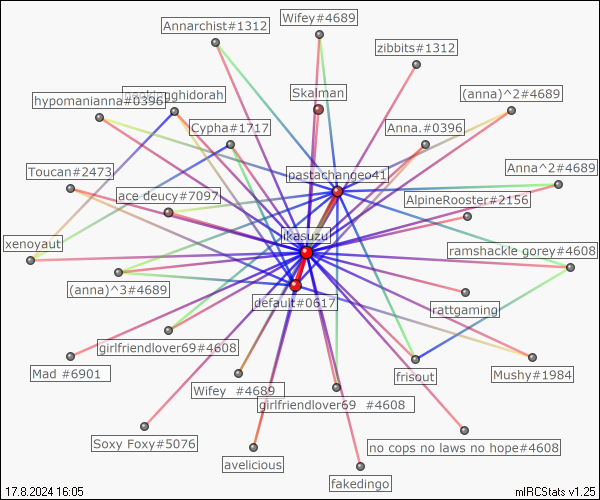 Annarchist#1312
Wifey#4689
zibbits#1312
hypomanianna#0396
ghidorah
Skalman
(anna)^2#4689
Cypha#1717
Anna.#0396
Toucan#2473
pastachangeo41
Anna^2#4689
ace deucy#7097
AlpineRooster#2156
xenoyaut
likasuzu
ramshackle gorey#4608
(anna)^3#4689
default#0617
rattgaming
girlfriendlover69#4608
Mad #6901
Wifey #4689
frisout
Mushy#1984
girlfriendlover69 #4608
Soxy Foxy#5076
no cops no laws no hope#4608
avelicious
fakedingo
17.8.2024 16:05
mIRCStats v1.25